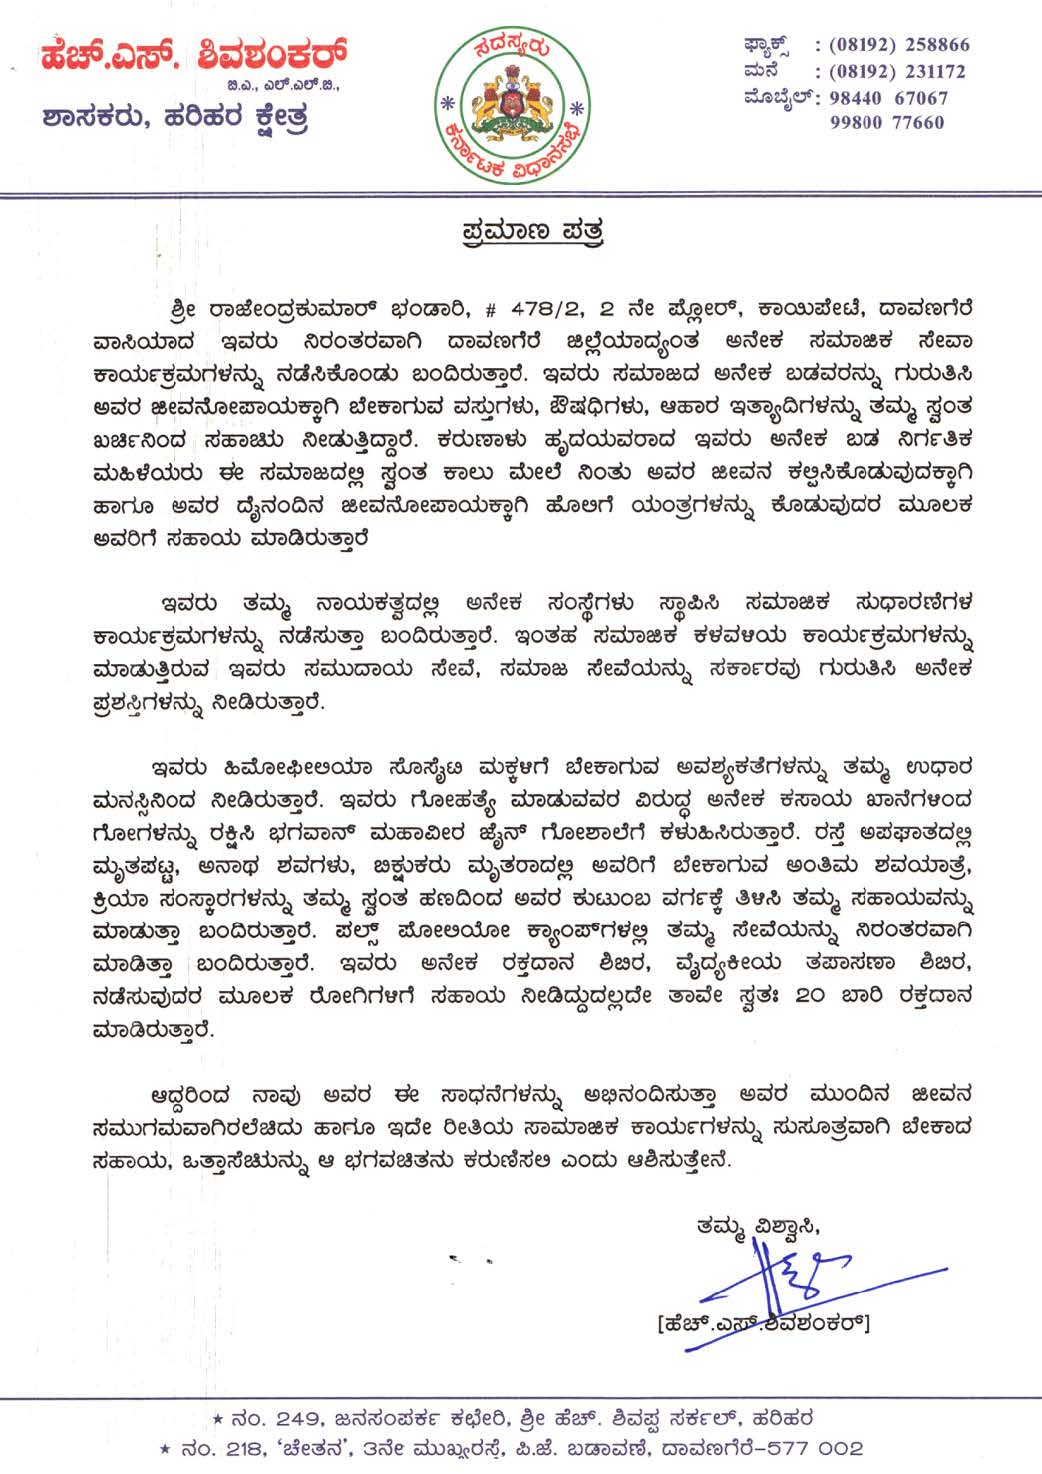 ಹೆಚ್.ಎಸ್. ಶಿವಶಂಕರ್
ಬಿ.ಎ., ಎಲ್.ಎಲ್.ಬಿ.,
ಶಾಸಕರು, ಹರಿಹರ ಕ್ಷೇತ್ರ
ಸದಸ್ಯರು
ಕರ್ನಾಟಕ ವಿಧಾನಸಭೆ
ಫ್ಯಾಕ್ಸ್ : (08192) 258866
ಮನೆ : (08192) 231172
ಮೊಬೈಲ್ : 98440 67067
99800 77660
ಪ್ರಮಾಣ ಪತ್ರ
ಶ್ರೀ ರಾಜೇಂದ್ರಕುಮಾರ್ ಭಂಡಾರಿ, # 478/2, 2 ನೇ ಪ್ಲೋರ್, ಕಾಯಿಪೇಟೆ, ದಾವಣಗೆರೆ
ವಾಸಿಯಾದ ಇವರು ನಿರಂತರವಾಗಿ ದಾವಣಗೆರೆ ಜಿಲ್ಲೆಯಾದ್ಯಂತ ಅನೇಕ ಸಮಾಜಿಕ ಸೇವಾ
ಕಾರ್ಯಕ್ರಮಗಳನ್ನು ನಡೆಸಿಕೊಂಡು ಬಂದಿರುತ್ತಾರೆ. ಇವರು ಸಮಾಜದ ಅನೇಕ ಬಡವರನ್ನು ಗುರುತಿಸಿ
ಅವರ ಜೀವನೋಪಾಯಕ್ಕಾಗಿ ಬೇಕಾಗುವ ವಸ್ತುಗಳು, ಔಷಧಿಗಳು, ಆಹಾರ ಇತ್ಯಾದಿಗಳನ್ನು ತಮ್ಮ ಸ್ವಂತ
ಖರ್ಚಿನಿಂದ ಸಹಾಯ ನೀಡುತ್ತಿದ್ದಾರೆ. ಕರುಣಾಳು ಹೃದಯವರಾದ ಇವರು ಅನೇಕ ಬಡ ನಿರ್ಗತಿಕ
ಮಹಿಳೆಯರು ಈ ಸಮಾಜದಲ್ಲಿ ಸ್ವಂತ ಕಾಲು ಮೇಲೆ ನಿಂತು ಅವರ ಜೀವನ ಕಲ್ಪಿಸಿಕೊಡುವುದಕ್ಕಾಗಿ
ಹಾಗೂ ಅವರ ದೈನಂದಿನ ಜೀವನೋಪಾಯಕ್ಕಾಗಿ ಹೊಲಿಗೆ ಯಂತ್ರಗಳನ್ನು ಕೊಡುವುದರ ಮೂಲಕ
ಅವರಿಗೆ ಸಹಾಯ ಮಾಡಿರುತ್ತಾರೆ
ಇವರು ತಮ್ಮ ನಾಯಕತ್ವದಲ್ಲಿ ಅನೇಕ ಸಂಸ್ಥೆಗಳು ಸ್ಥಾಪಿಸಿ ಸಮಾಜಿಕ ಸುಧಾರಣೆಗಳ
ಕಾರ್ಯಕ್ರಮಗಳನ್ನು ನಡೆಸುತ್ತಾ ಬಂದಿರುತ್ತಾರೆ. ಇಂತಹ ಸಮಾಜಿಕ ಕಳವಳಿಯ ಕಾರ್ಯಕ್ರಮಗಳನ್ನು
ಮಾಡುತ್ತಿರುವ ಇವರು ಸಮುದಾಯ ಸೇವೆ, ಸಮಾಜ ಸೇವೆಯನ್ನು ಸರ್ಕಾರವು ಗುರುತಿಸಿ ಅನೇಕ
ಪ್ರಶಸ್ತಿಗಳನ್ನು ನೀಡಿರುತ್ತಾರೆ.
ಇವರು ಹಿಮೋಫೀಲಿಯಾ ಸೊಸೈಟಿ ಮಕ್ಕಳಿಗೆ ಬೇಕಾಗುವ ಅವಶ್ಯಕತೆಗಳನ್ನು ತಮ್ಮ ಉಧಾರ
ಮನಸ್ಸಿನಿಂದ ನೀಡಿರುತ್ತಾರೆ. ಇವರು ಗೋಹತ್ಯೆ ಮಾಡುವವರ ವಿರುದ್ಧ ಅನೇಕ ಕಸಾಯ ಖಾನೆಗಳಿಂದ
ಗೋಗಳನ್ನು ರಕ್ಷಿಸಿ ಭಗವಾನ್ ಮಹಾವೀರ ಜೈನ್ ಗೋಶಾಲೆಗೆ ಕಳುಹಿಸಿರುತ್ತಾರೆ. ರಸ್ತೆ ಅಪಘಾತದಲ್ಲಿ
ಮೃತಪಟ್ಟ, ಅನಾಥ ಶವಗಳು, ಬಿಕ್ಷುಕರು ಮೃತರಾದಲ್ಲಿ ಅವರಿಗೆ ಬೇಕಾಗುವ ಅಂತಿಮ ಶವಯಾತ್ರೆ,
ಕ್ರಿಯಾ ಸಂಸ್ಕಾರಗಳನ್ನು ತಮ್ಮ ಸ್ವಂತ ಹಣದಿಂದ ಅವರ ಕುಟುಂಬ ವರ್ಗಕ್ಕೆ ತಿಳಿಸಿ ತಮ್ಮ ಸಹಾಯವನ್ನು
ಮಾಡುತ್ತಾ ಬಂದಿರುತ್ತಾರೆ. ಪಲ್ಸ್ ಪೋಲಿಯೋ ಕ್ಯಾಂಪ್‌ಗಳಲ್ಲಿ ತಮ್ಮ ಸೇವೆಯನ್ನು ನಿರಂತರವಾಗಿ
ಮಾಡಿತ್ತಾ ಬಂದಿರುತ್ತಾರೆ. ಇವರು ಅನೇಕ ರಕ್ತದಾನ ಶಿಬಿರ, ವೈದ್ಯಕೀಯ ತಪಾಸಣಾ ಶಿಬಿರ,
ನಡೆಸುವುದರ ಮೂಲಕ ರೋಗಿಗಳಿಗೆ ಸಹಾಯ ನೀಡಿದ್ದುದಲ್ಲದೇ ತಾವೇ ಸ್ವತಃ 20 ಬಾರಿ ರಕ್ತದಾನ
ಮಾಡಿರುತ್ತಾರೆ.
ಆದ್ದರಿಂದ ನಾವು ಅವರ ಈ ಸಾಧನೆಗಳನ್ನು ಅಭಿನಂದಿಸುತ್ತಾ ಅವರ ಮುಂದಿನ ಜೀವನ
ಸಮುಗಮವಾಗಿರಲೆಚಿದು ಹಾಗೂ ಇದೇ ರೀತಿಯ ಸಾಮಾಜಿಕ ಕಾರ್ಯಗಳನ್ನು ಸುಸೂತ್ರವಾಗಿ ಬೇಕಾದ
ಸಹಾಯ, ಒತ್ತಾಸೆಚಿುನ್ನು ಆ ಭಗವಚಿತನು ಕರುಣಿಸಲಿ ಎಂದು ಆಶಿಸುತ್ತೇನೆ.
ತಮ್ಮ ವಿಶ್ವಾಸಿ,
[ಹೆಚ್.ಎಸ್.ಶಿವಶಂಕರ್]
★ ನಂ. 249, ಜನಸಂಪರ್ಕ ಕಛೇರಿ, ಶ್ರೀ ಹೆಚ್. ಶಿವಪ್ಪ ಸರ್ಕಲ್, ಹರಿಹರ
★ ನಂ. 218, 'ಚೇತನ', 3ನೇ ಮುಖ್ಯರಸ್ತೆ, ಪಿ.ಜೆ. ಬಡಾವಣೆ, ದಾವಣಗೆರೆ-577 002